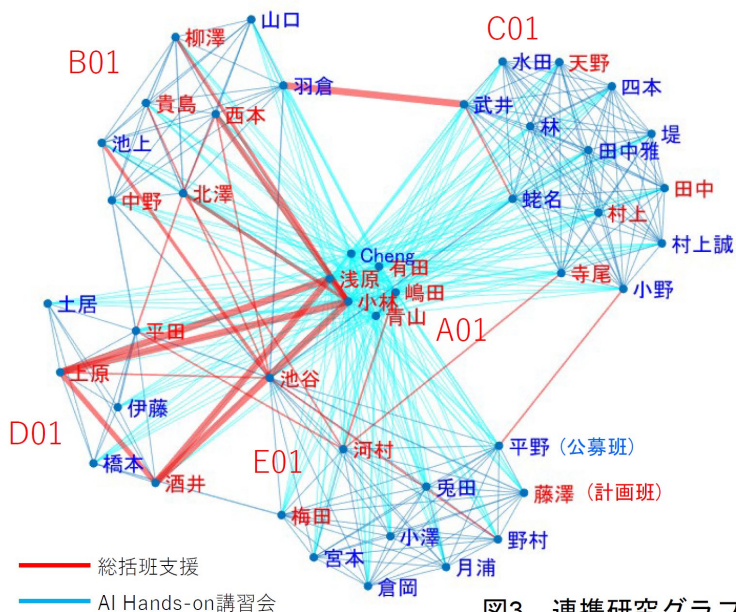 山口
柳澤
C01
B01
水田
天野
羽倉
四本
貴島
武井
西本
林
堤
池上
田中雅
田中
中野
北澤
蛯名
村上
村上誠
Cheng
有田
寺尾
浅原
嶋田
小野
土居
小林
青山
平田
A01
上原
池谷
伊藤
D01
河村
平野（公募班）
橋本
E01
酒井
兎田
藤澤（計画班）
梅田
小澤
野村
宮本
月浦
総括班支援
倉岡
AI Hands-on講習会
図3 連携研究グラフ